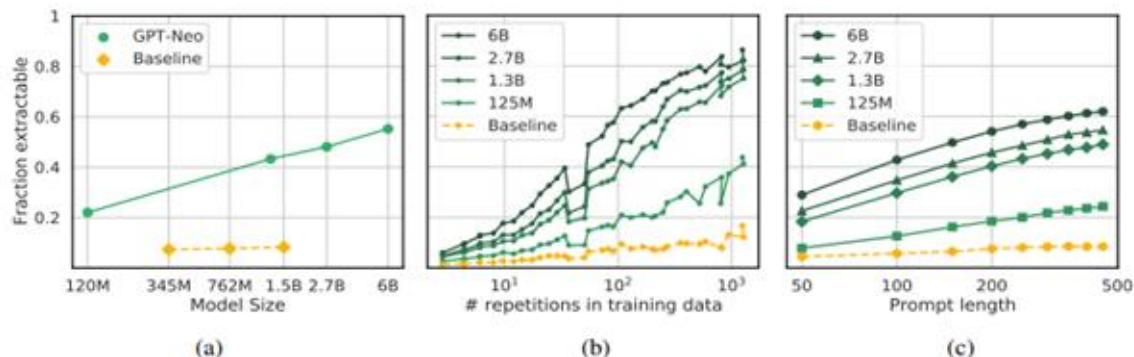 Fraction extractable
1
0.8
0.6
0.4
0.2
GPT-Neo
Baseline
120M 345M 762M 1.5B 2.7B 6B
Model Size
(a)
6B
2.7B
1.3B
125M
Baseline
10¹ 10² 10³
# repetitions in training data
(b)
6B
2.7B
1.3B
125M
Baseline
50 100 200 500
Prompt length
(c)